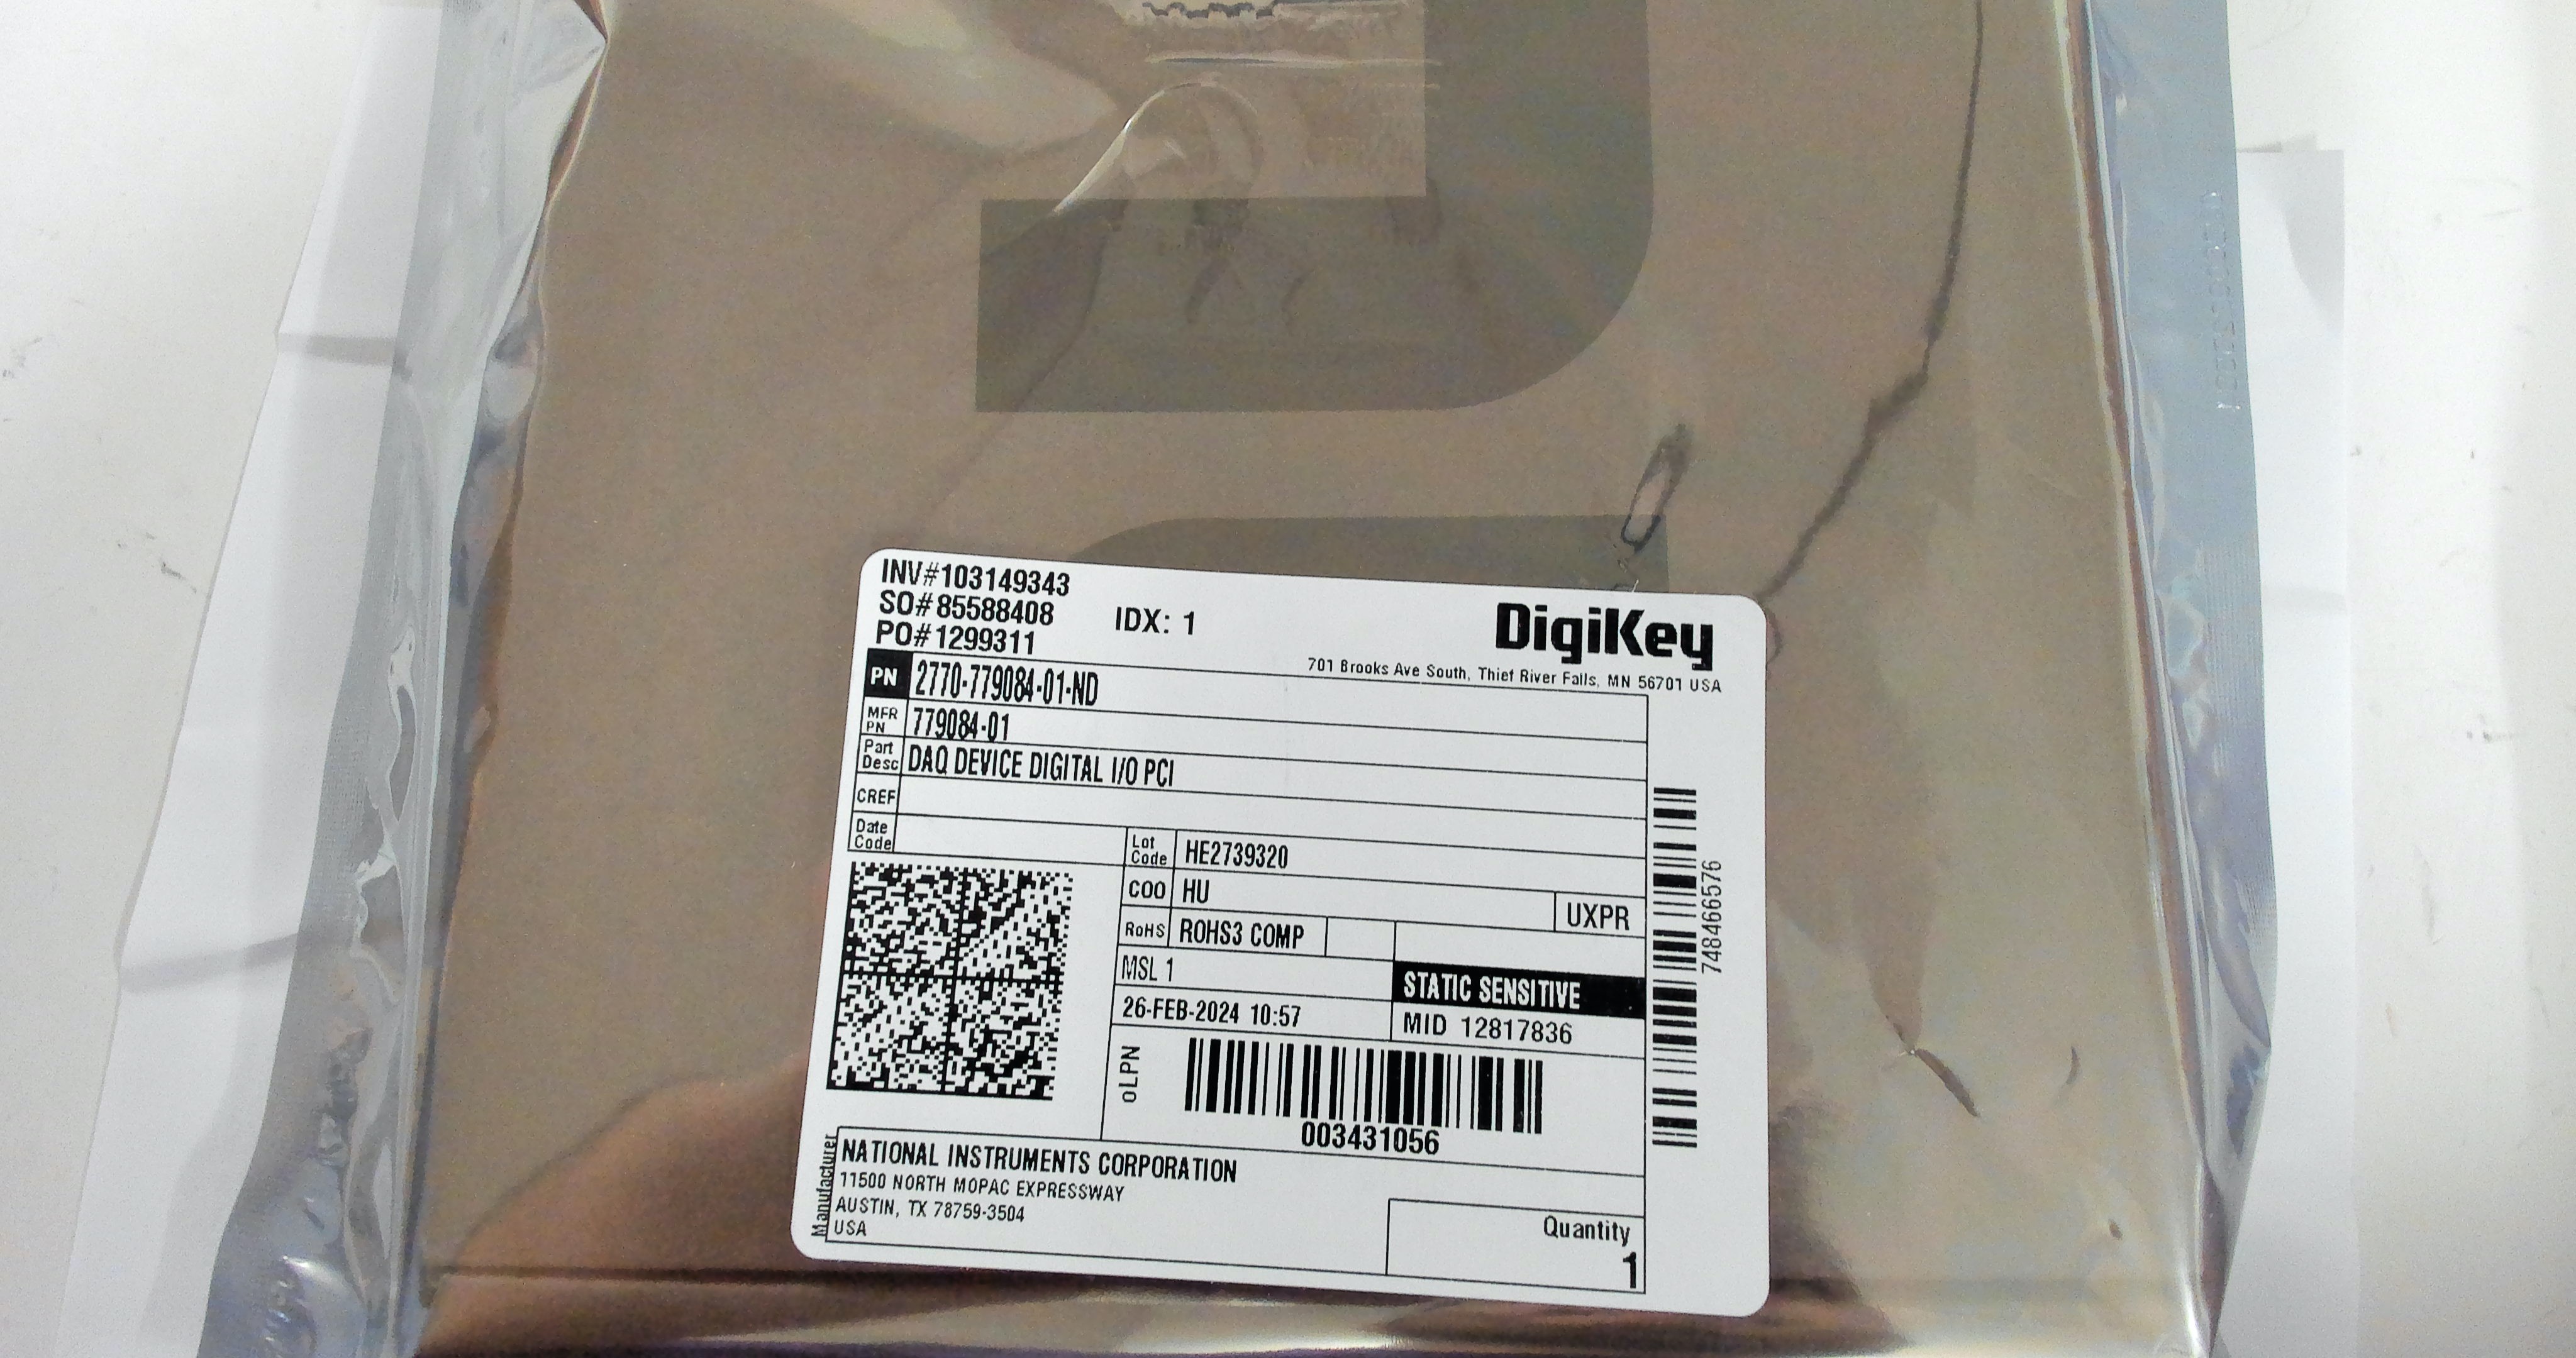 INV#103149343
SO#85588408
PO#1299311
IDX: 1
DigiKey
701 Brooks Ave South, Thief River Falls, MN 56701 USA
PN 2770-779084-01-ND
MFR PN 779084-01
Part Desc DAQ DEVICE DIGITAL I/O PCI
CREF
Date Code
Lot Code HE2739320
COO HU
UXPR
RoHS ROHS3 COMP
MSL 1
STATIC SENSITIVE
26-FEB-2024 10:57
MID 12817836
oLPN
003431056
7484665576
Manufacturer
NATIONAL INSTRUMENTS CORPORATION
11500 NORTH MOPAC EXPRESSWAY
AUSTIN, TX 78759-3504
USA
Quantity
1